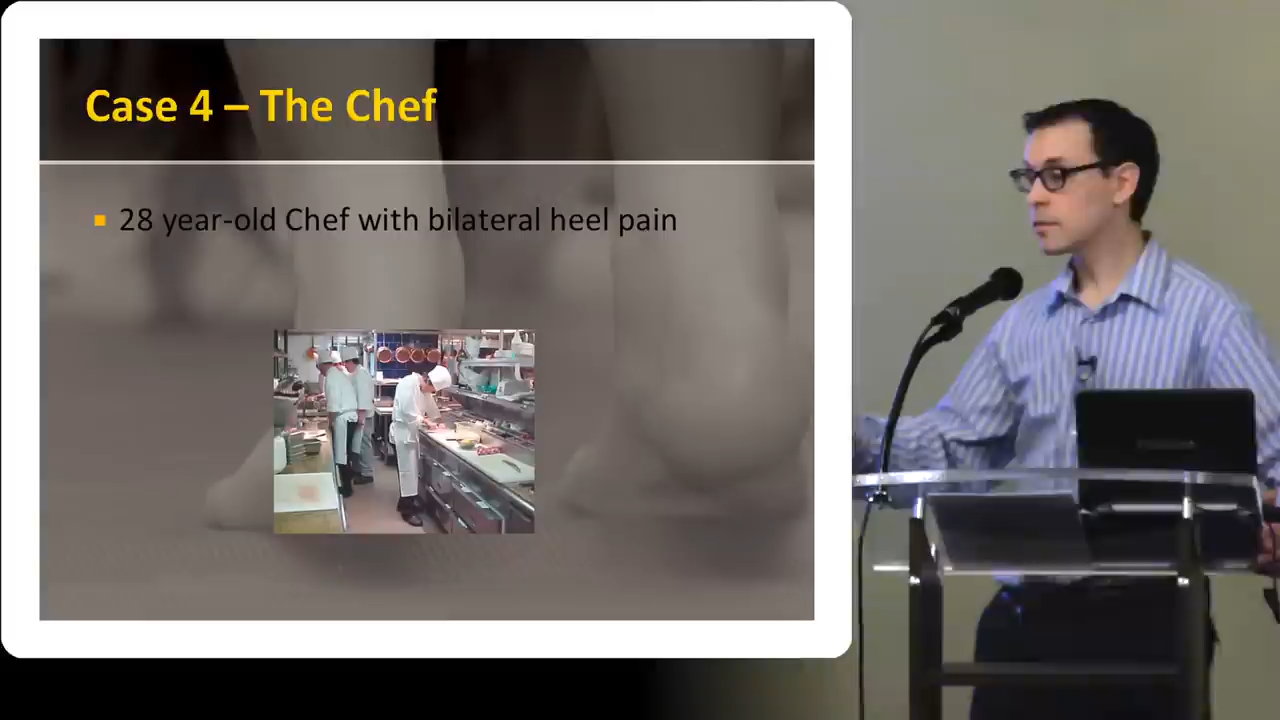 Case 4 – The Chef
28 year-old Chef with bilateral heel pain